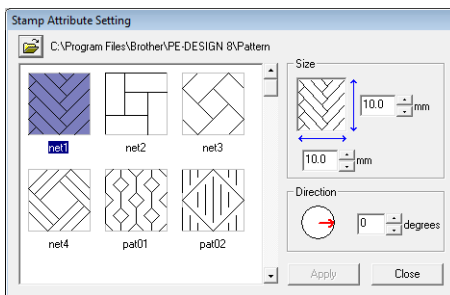 Stamp Attribute Setting
C:\Program Files\Brother\PE-DESIGN 8\Pattern
net1 net2 net3
net4 pat01 pat02
Size
10.0 mm
10.0 mm
Direction
0 degrees
Apply Close